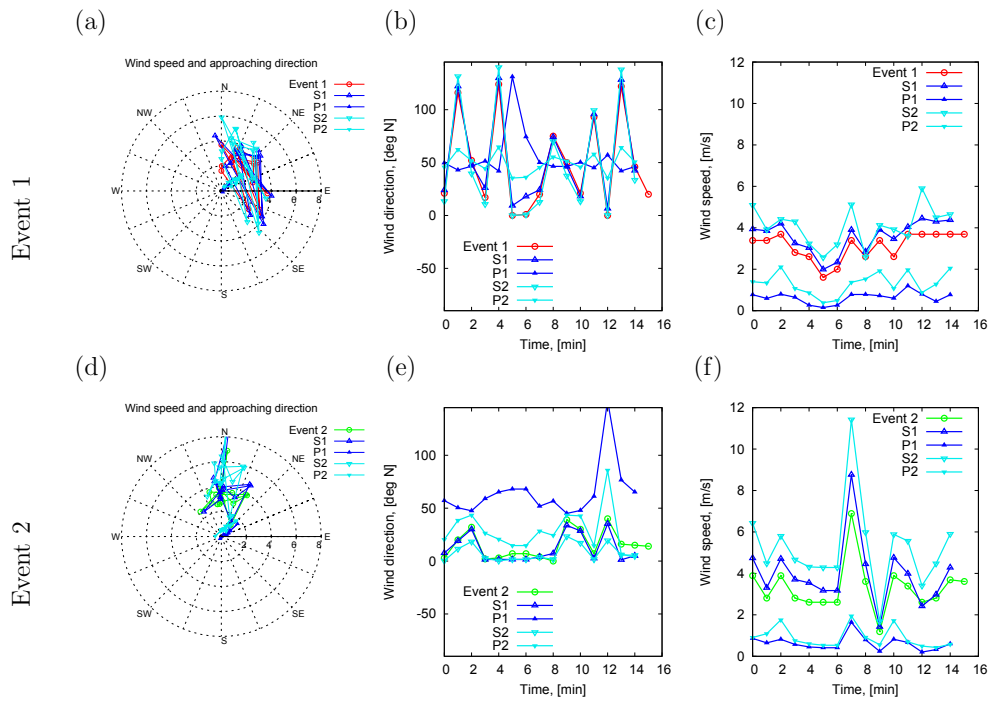 (a)
(b)
(c)
Event 1
Wind speed and approaching direction
Event 1
S1
P1
S2
P2
N
NE
E
SE
S
SW
W
NW
0 2 4 6 8
Wind direction, [deg N]
100
50
0
-50
Event 1
S1
P1
S2
P2
0 2 4 6 8 10 12 14 16
Time, [min]
Wind speed, [m/s]
12
10
8
6
4
2
0
Event 1
S1
P1
S2
P2
0 2 4 6 8 10 12 14 16
Time, [min]
(d)
(e)
(f)
Event 2
Wind speed and approaching direction
Event 2
S1
P1
S2
P2
N
NE
E
SE
S
SW
W
NW
0 2 4 6 8
Wind direction, [deg N]
100
50
0
-50
Event 2
S1
P1
S2
P2
0 2 4 6 8 10 12 14 16
Time, [min]
Wind speed, [m/s]
12
10
8
6
4
2
0
Event 2
S1
P1
S2
P2
0 2 4 6 8 10 12 14 16
Time, [min]